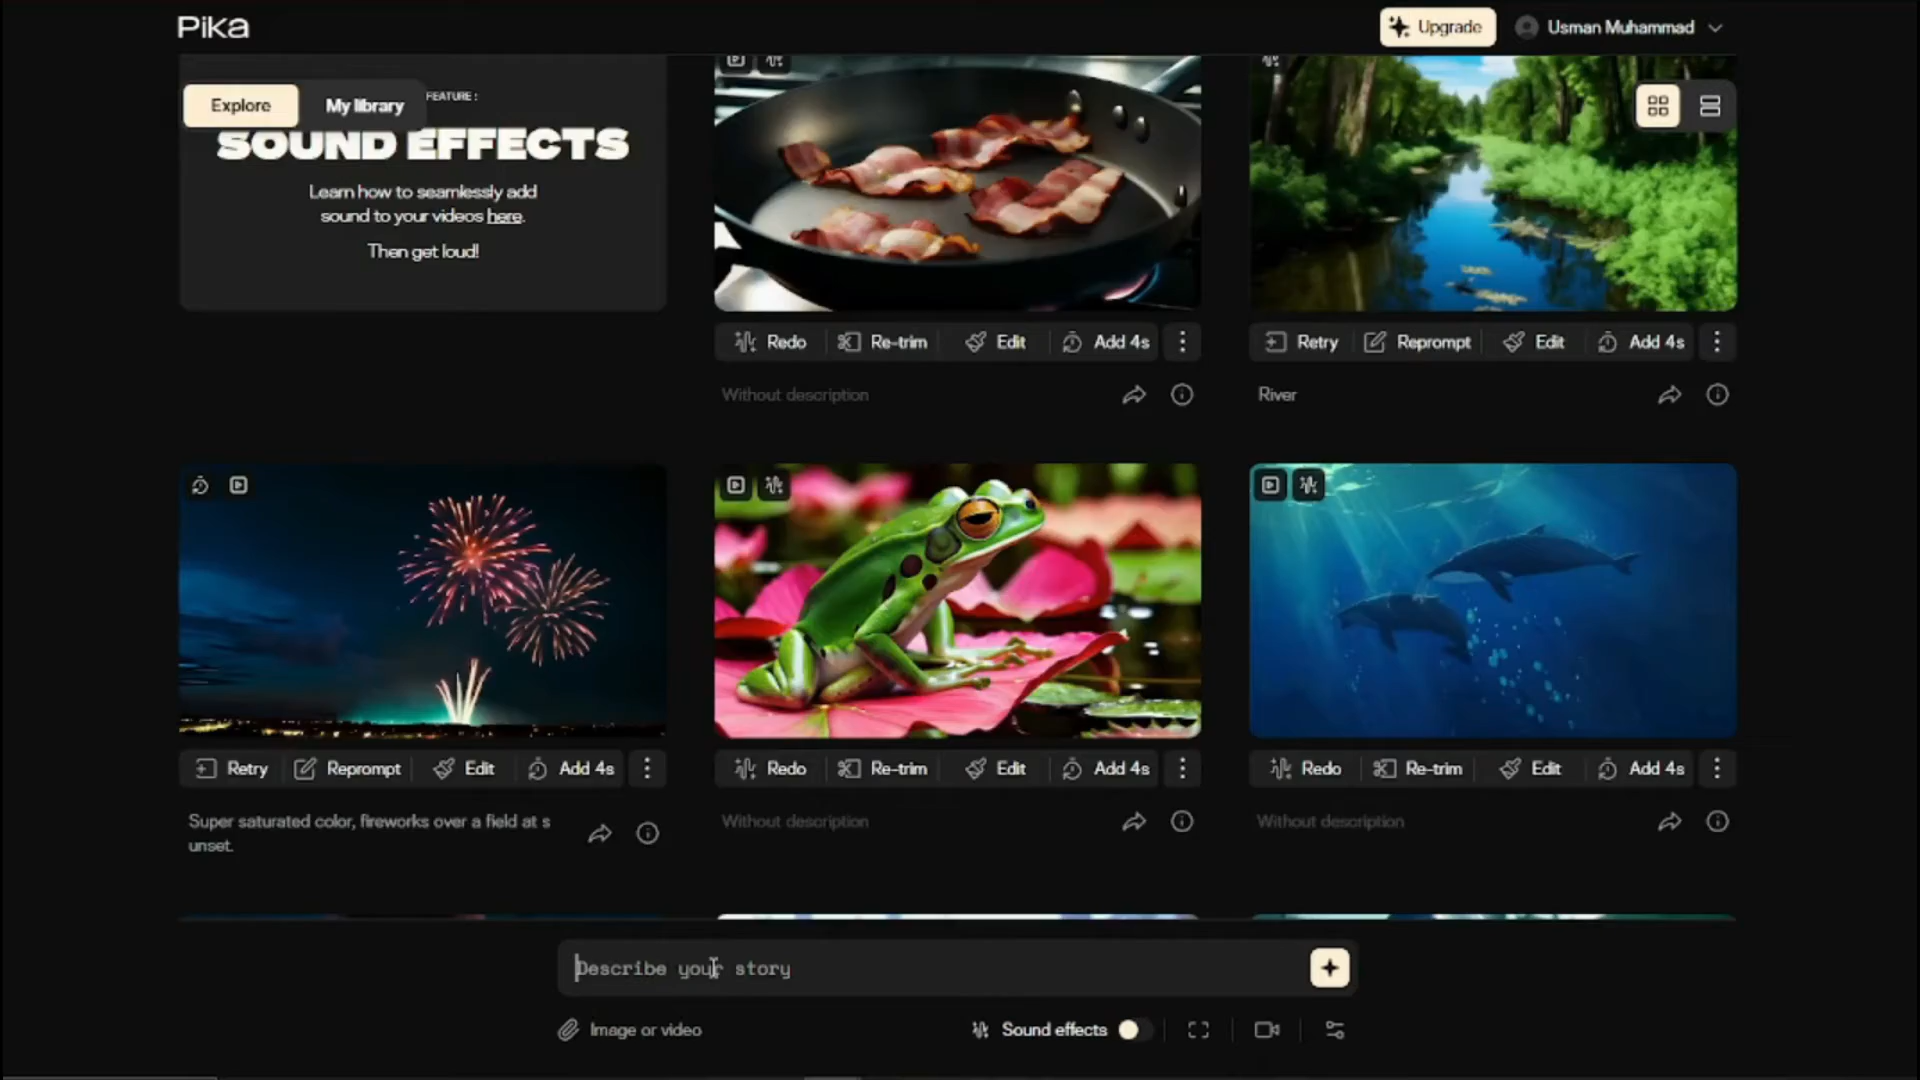 Pika
Upgrade
Usman Muhammad
Explore
My library
FEATURE:
SOUND EFFECTS
Learn how to seamlessly add
sound to your videos here.
Then get loud!
Redo
Re-trim
Edit
Add 4s
Retry
Reprompt
Edit
Add 4s
Without description
River
Retry
Reprompt
Edit
Add 4s
Redo
Re-trim
Edit
Add 4s
Redo
Re-trim
Edit
Add 4s
Super saturated color, fireworks over a field at s
unset.
Without description
Without description
Describe your story
Image or video
Sound effects